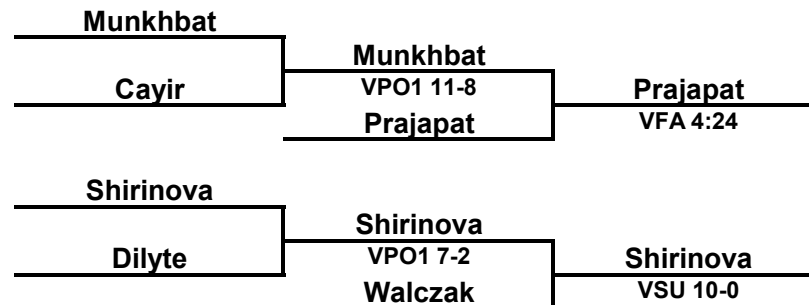 Munkhbat
Munkhbat
Cayir
VPO1 11-8
Prajapat
Prajapat
VFA 4:24
Shirinova
Shirinova
Dilyte
VPO1 7-2
Shirinova
Walczak
VSU 10-0